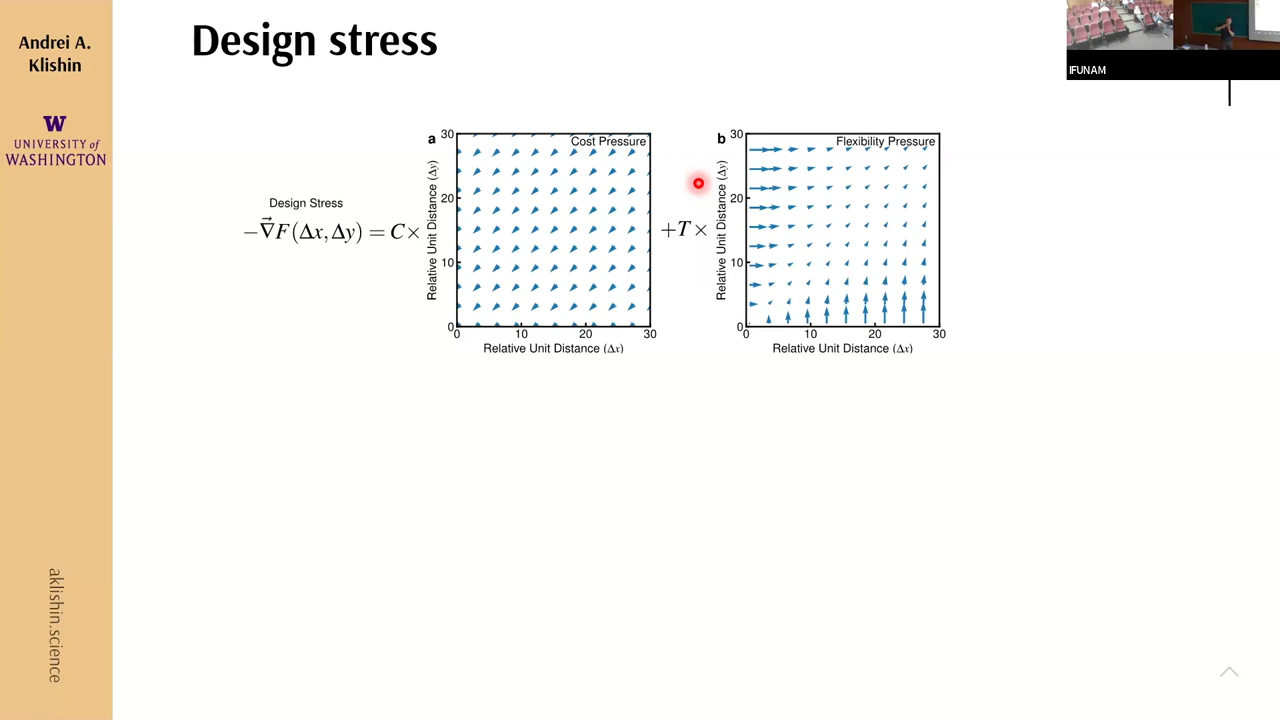 Andrei A.
Klishin
W
UNIVERSITY of
WASHINGTON
aklishin.science
Design stress
IFUNAM
Design Stress
−∇⃗F(Δx,Δy) = C×
a
Cost Pressure
Relative Unit Distance (Δy)
30
20
10
0
0 10 20 30
Relative Unit Distance (Δx)
+T×
b
Flexibility Pressure
Relative Unit Distance (Δy)
30
20
10
0
0 10 20 30
Relative Unit Distance (Δx)